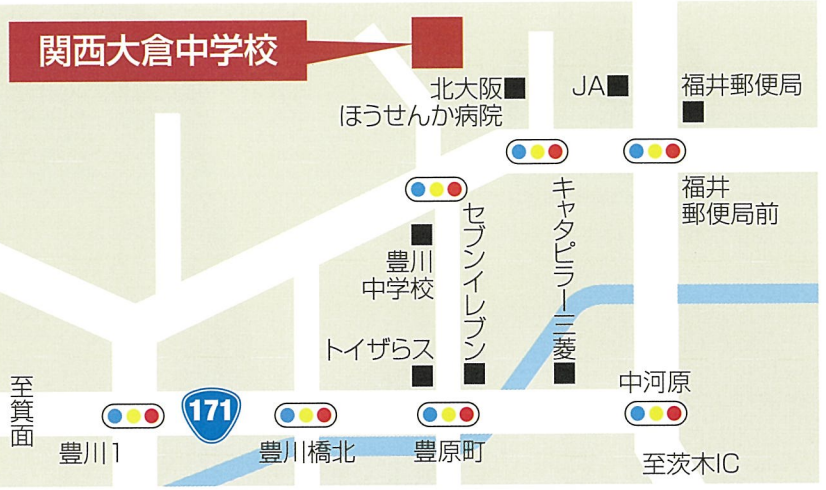 関西大倉中学校
北大阪
ほうせんか病院
JA
福井郵便局
福井
郵便局前
キャタピラー三菱
セブンイレブン
豊川
中学校
トイザらス
至箕面
171
中河原
豊川1
豊川橋北
豊原町
至茨木IC